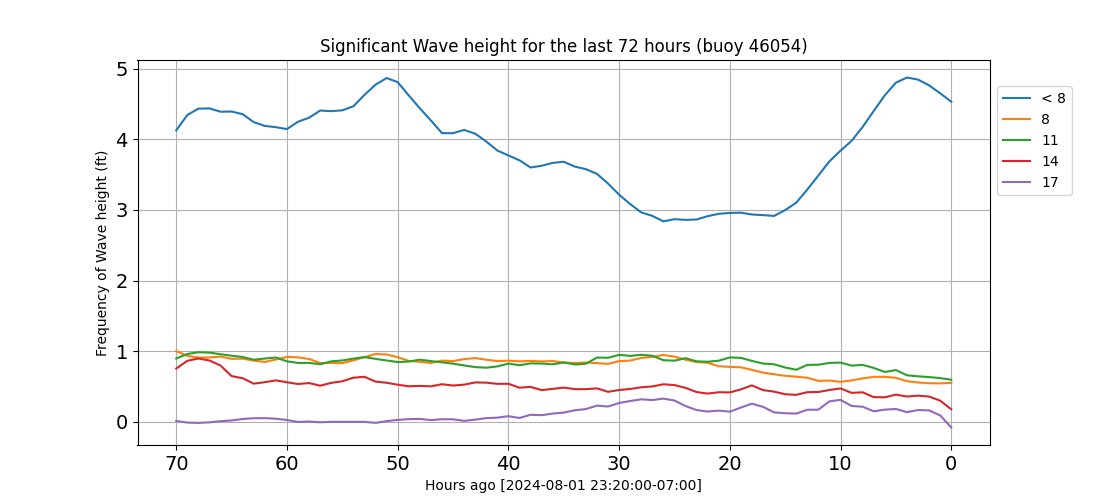 Significant Wave height for the last 72 hours (buoy 46054)
Frequency of Wave height (ft)
5
4
3
2
1
0
70 60 50 40 30 20 10 0
Hours ago [2024-08-01 23:20:00-07:00]
< 8
8
11
14
17